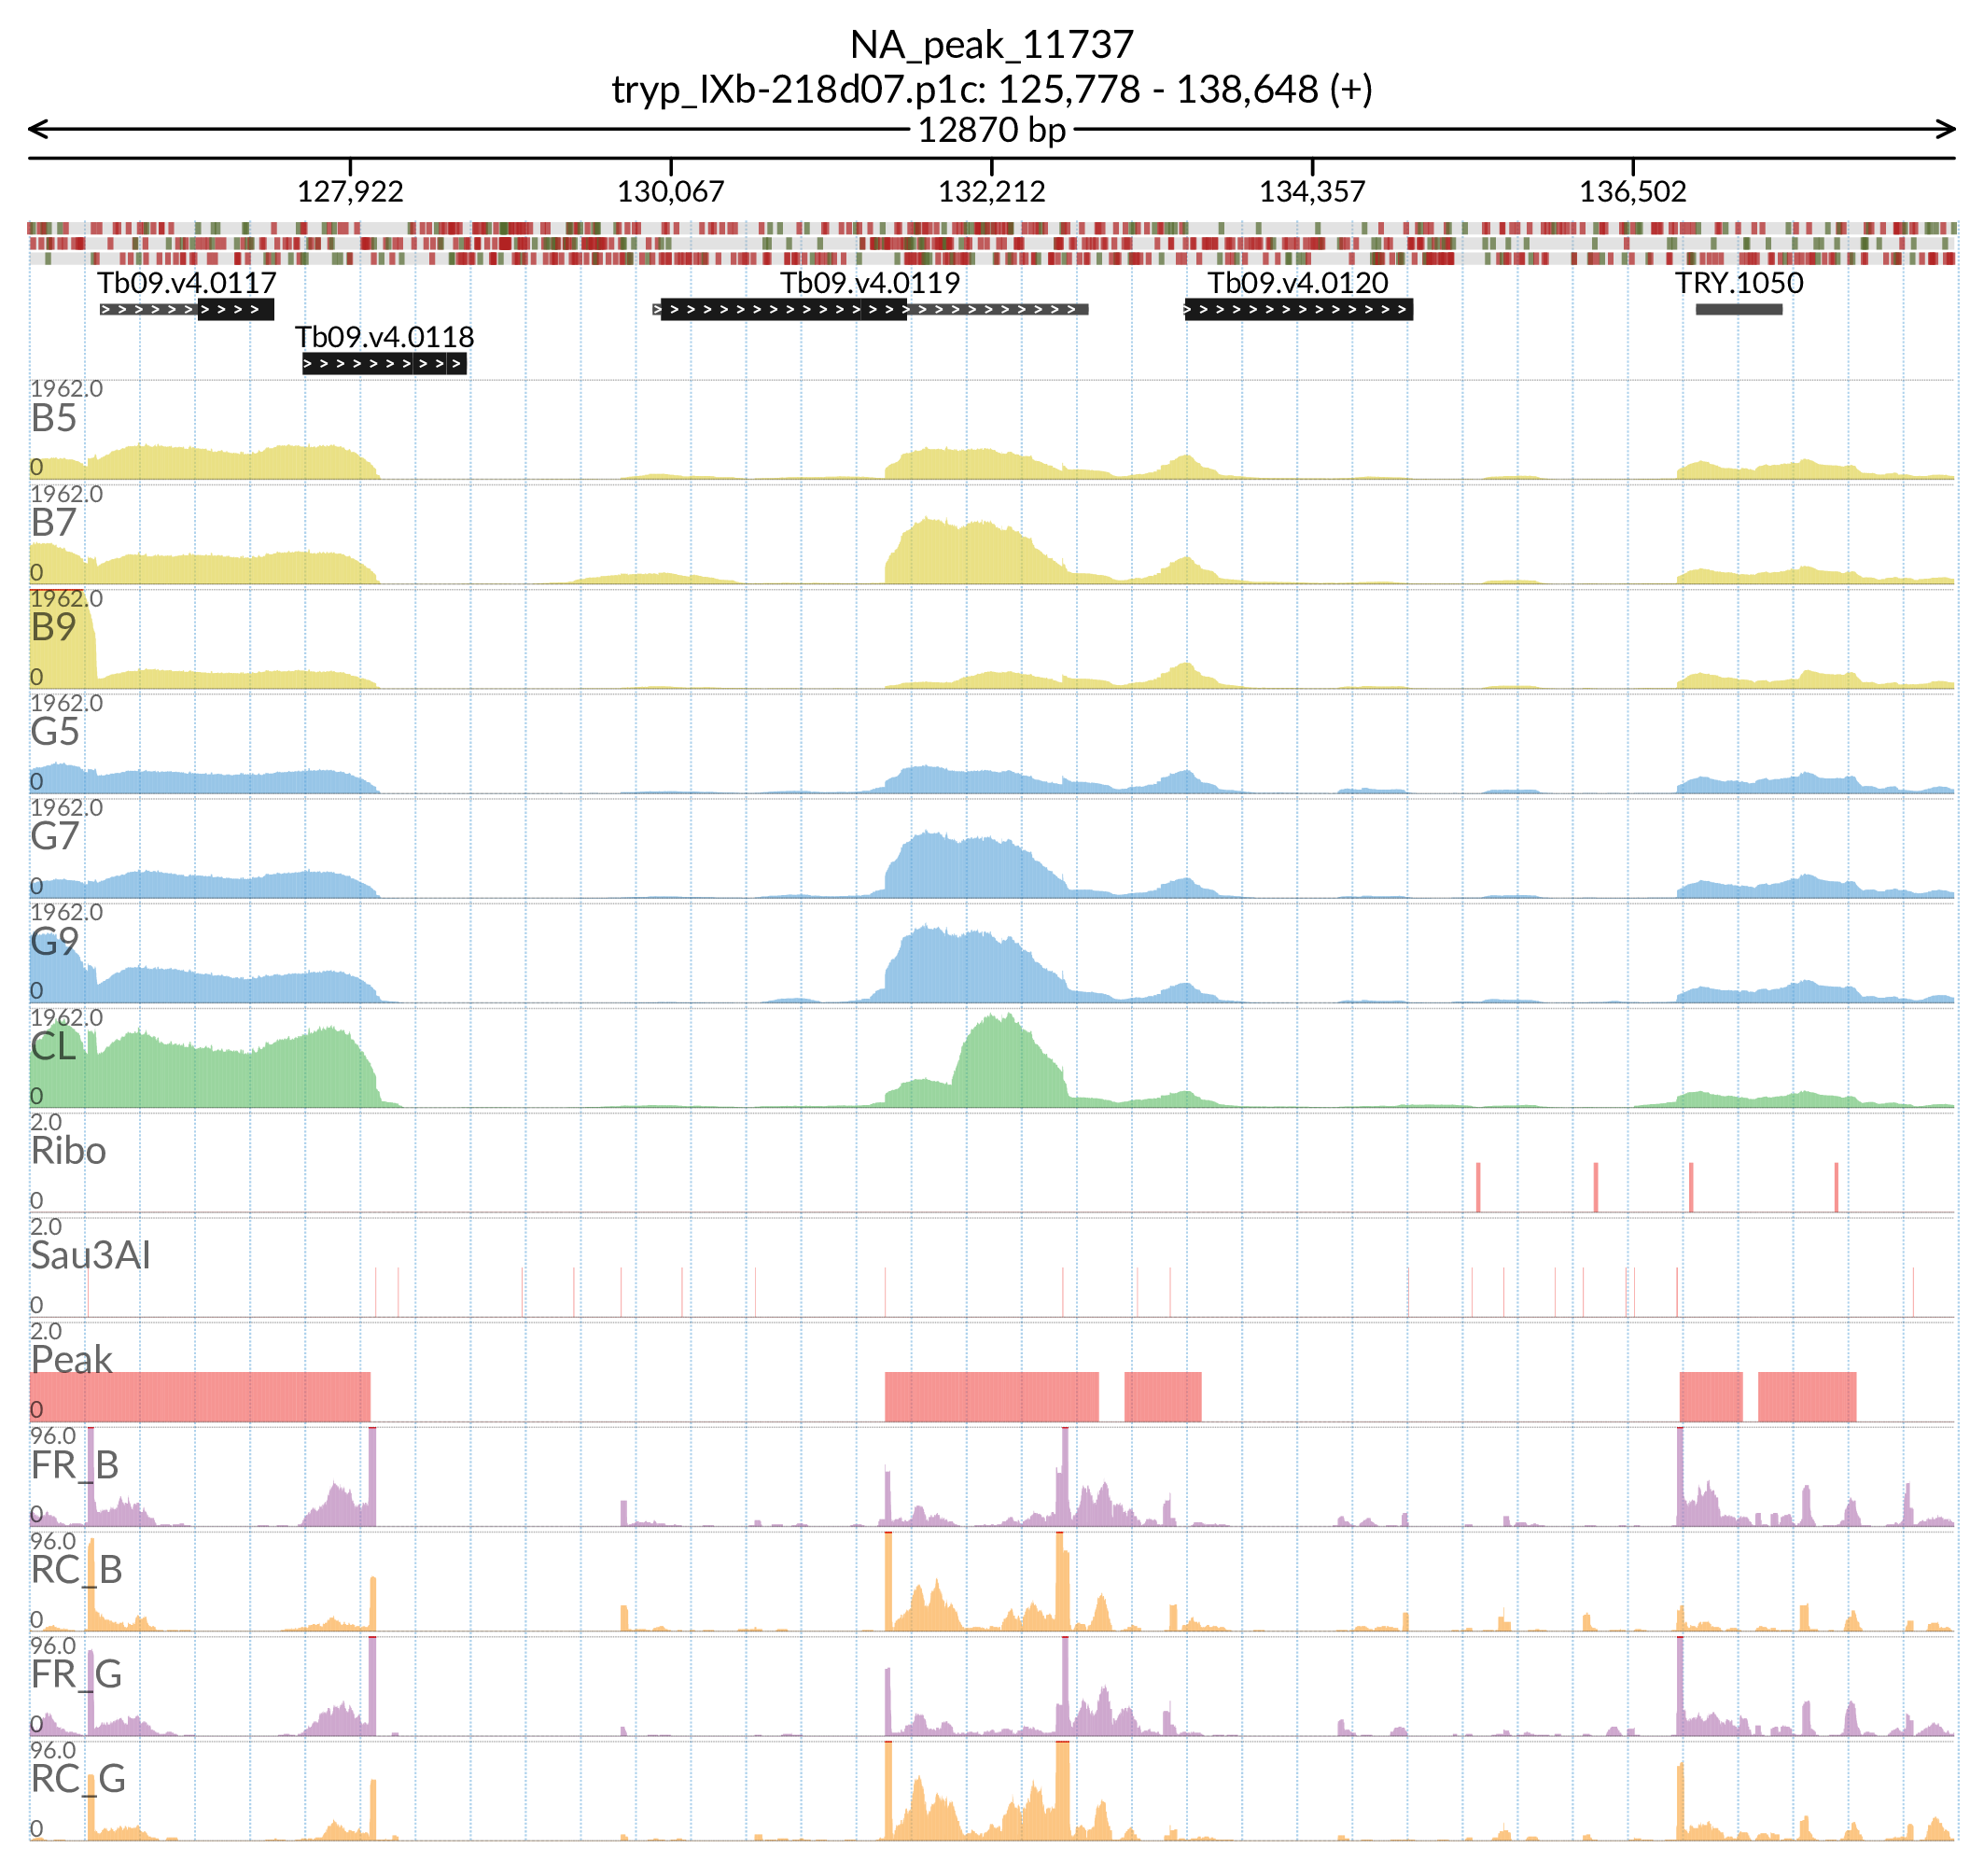 NA_peak_11737
tryp_IXb-218d07.p1c: 125,778 - 138,648 (+)
12870 bp
127,922 130,067 132,212 134,357 136,502
Tb09.v4.0117 Tb09.v4.0119 Tb09.v4.0120 TRY.1050
Tb09.v4.0118
1962.0
B5
0
1962.0
B7
0
1962.0
B9
0
1962.0
G5
0
1962.0
G7
0
1962.0
G9
0
1962.0
CL
0
2.0
Ribo
0
2.0
Sau3AI
0
2.0
Peak
0
96.0
FR_B
0
96.0
RC_B
0
96.0
FR_G
0
96.0
RC_G
0